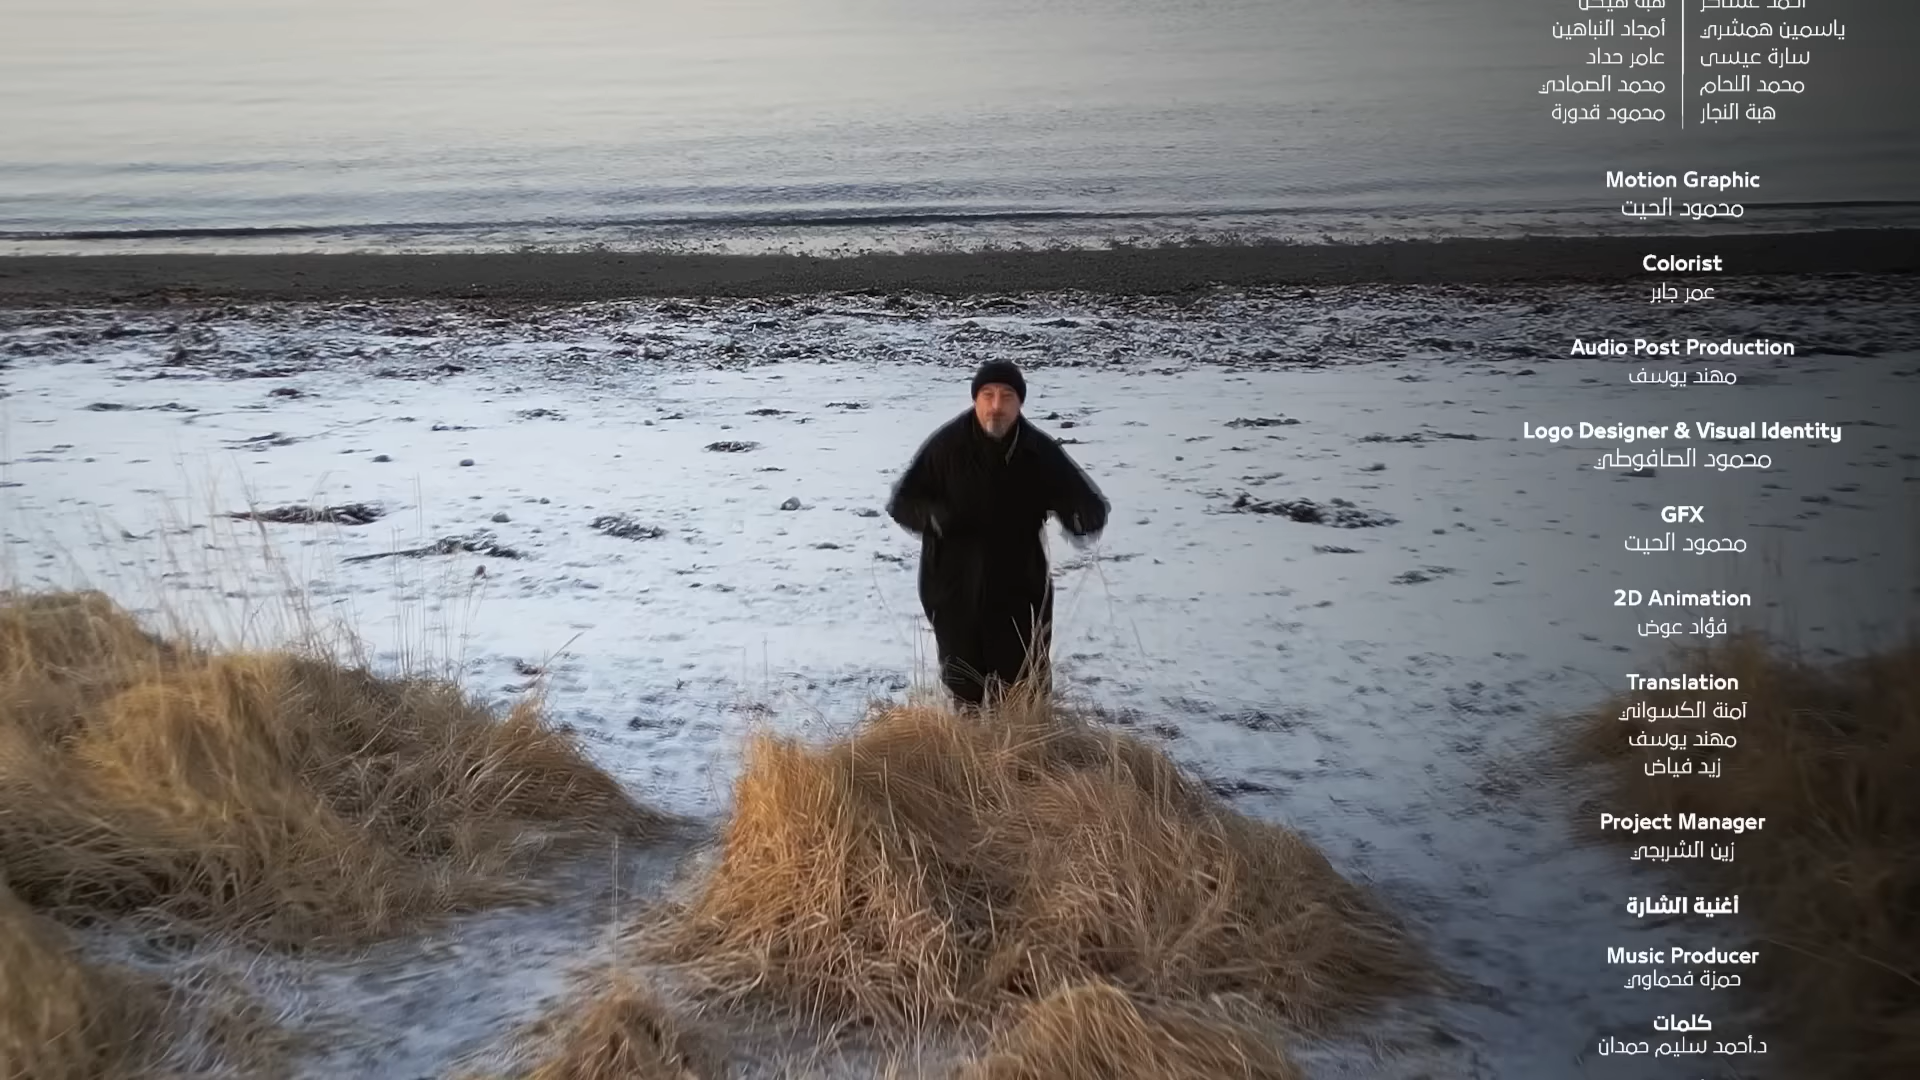 ياسمين همشري | أمجاد النباهين
سارة عيسى | عامر حداد
محمد اللحام | محمد الصمادي
هبة النجار | محمود قدورة
Motion Graphic
محمود الحيت
Colorist
عمر جابر
Audio Post Production
مهند يوسف
Logo Designer & Visual Identity
محمود الصافوطي
GFX
محمود الحيت
2D Animation
فؤاد عوض
Translation
آمنة الكسواني
مهند يوسف
زيد فياض
Project Manager
زين الشربجي
أغنية الشارة
Music Producer
حمزة فحماوي
كلمات
د.أحمد سليم حمدان